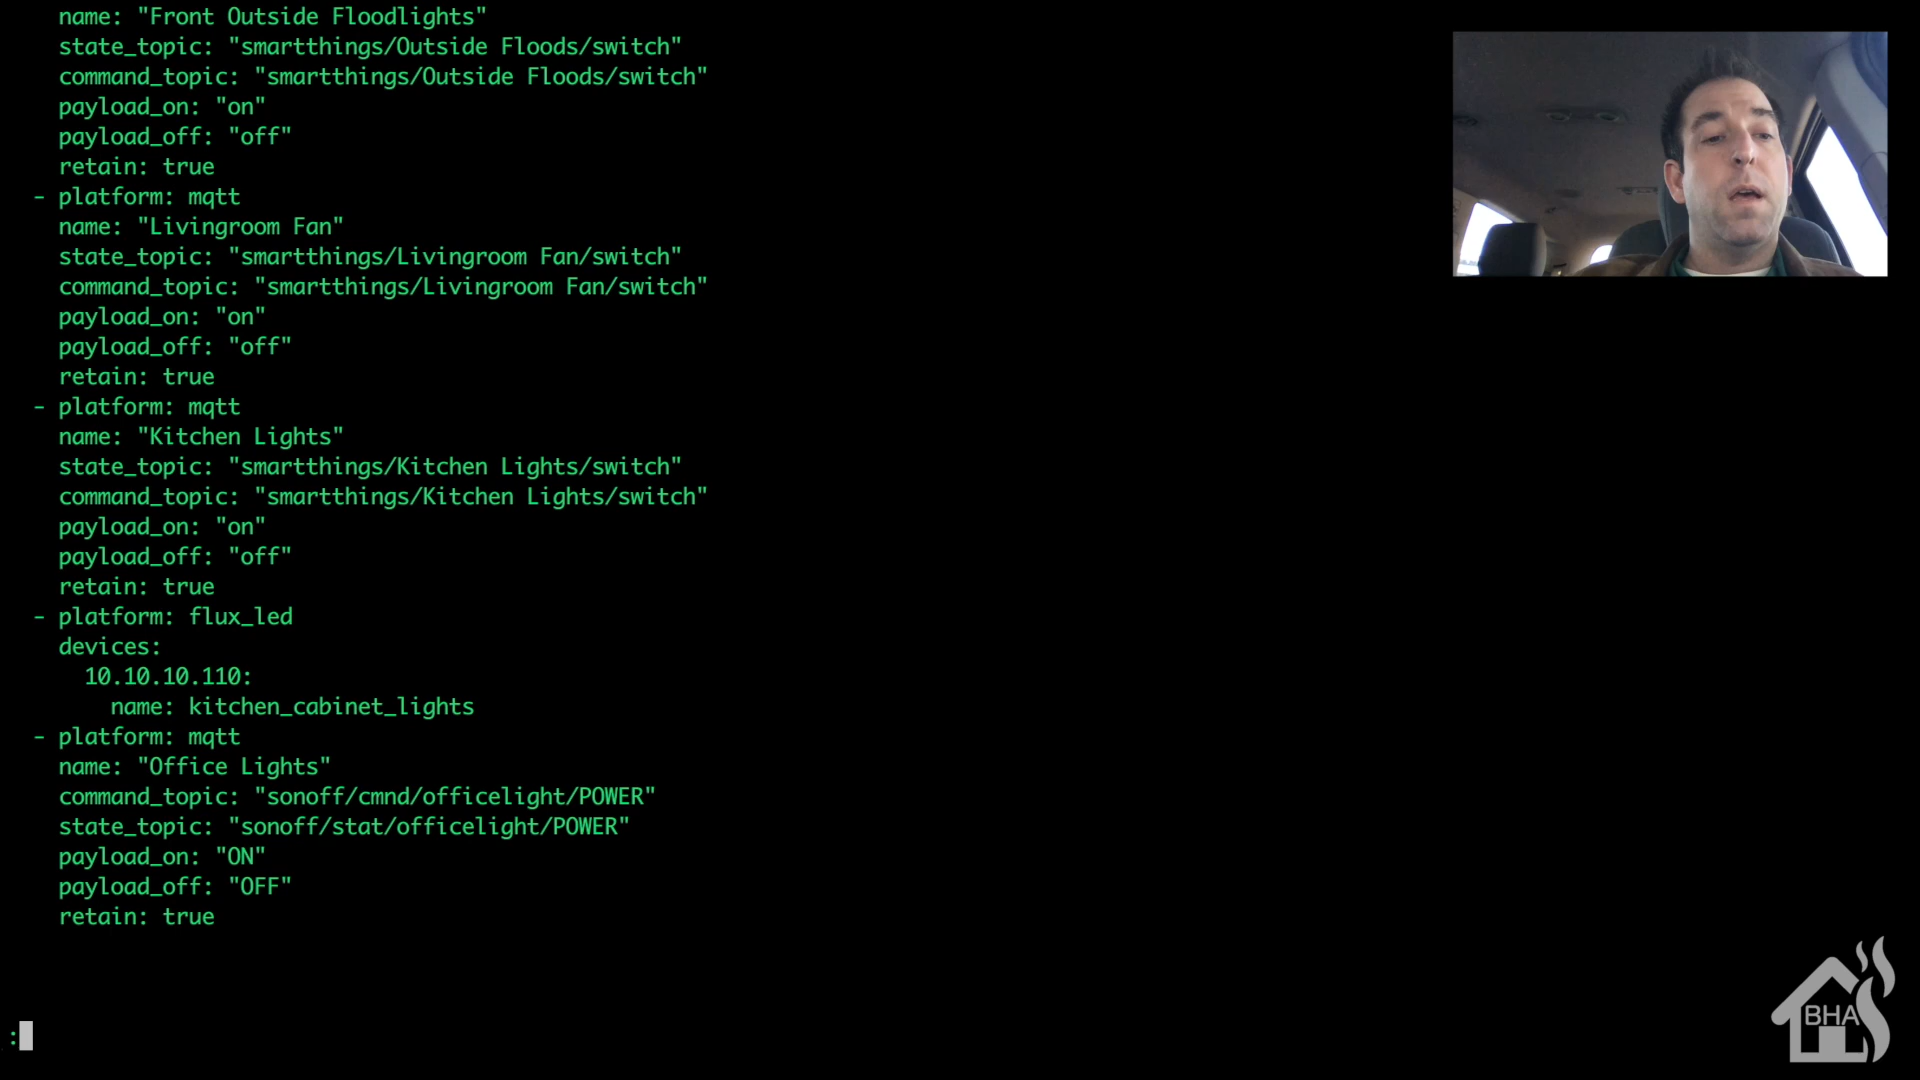 name: "Front Outside Floodlights"
state_topic: "smartthings/Outside Floods/switch"
command_topic: "smartthings/Outside Floods/switch"
payload_on: "on"
payload_off: "off"
retain: true
- platform: mqtt
name: "Livingroom Fan"
state_topic: "smartthings/Livingroom Fan/switch"
command_topic: "smartthings/Livingroom Fan/switch"
payload_on: "on"
payload_off: "off"
retain: true
- platform: mqtt
name: "Kitchen Lights"
state_topic: "smartthings/Kitchen Lights/switch"
command_topic: "smartthings/Kitchen Lights/switch"
payload_on: "on"
payload_off: "off"
retain: true
- platform: flux_led
devices:
10.10.10.110:
name: kitchen_cabinet_lights
- platform: mqtt
name: "Office Lights"
command_topic: "sonoff/cmnd/officelight/POWER"
state_topic: "sonoff/stat/officelight/POWER"
payload_on: "ON"
payload_off: "OFF"
retain: true
:
BHA